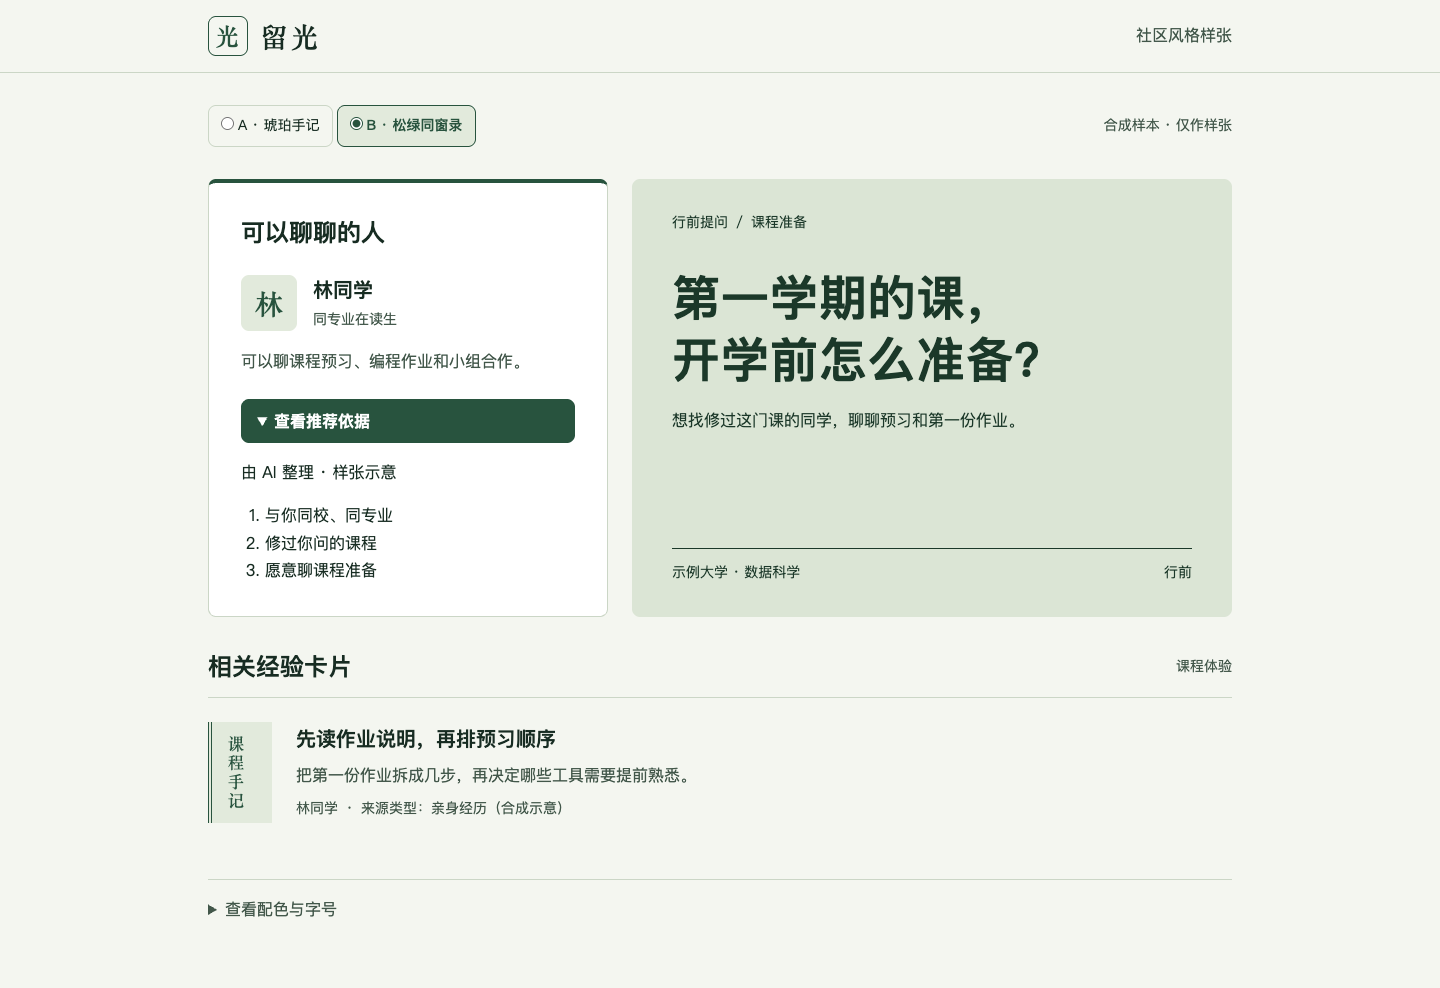 光 留光
社区风格样张
A · 琥珀手记
B · 松绿同窗录
合成样本 · 仅作样张
可以聊聊的人
林
林同学
同专业在读生
可以聊课程预习、编程作业和小组合作。
▼ 查看推荐依据
由 AI 整理 · 样张示意
1. 与你同校、同专业
2. 修过你问的课程
3. 愿意聊课程准备
行前提问 / 课程准备
第一学期的课，
开学前怎么准备？
想找修过这门课的同学，聊聊预习和第一份作业。
示例大学 · 数据科学
行前
相关经验卡片
课程体验
课程手记
先读作业说明，再排预习顺序
把第一份作业拆成几步，再决定哪些工具需要提前熟悉。
林同学 · 来源类型：亲身经历（合成示意）
▶ 查看配色与字号